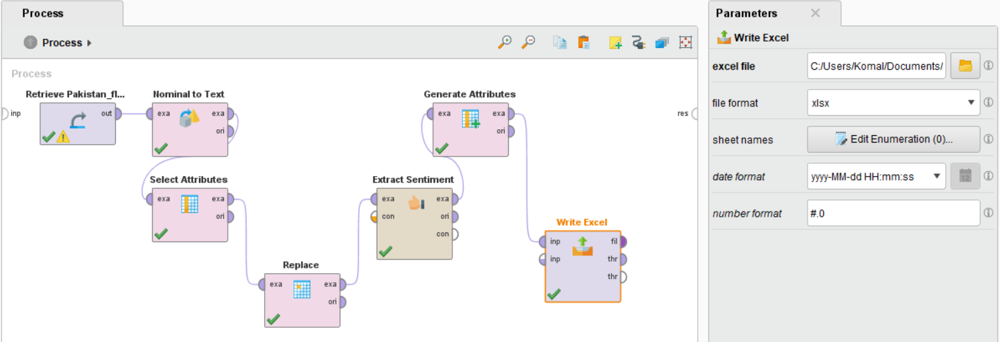 Process
Process
Process
Retrieve Pakistan_fl...
Nominal to Text
Generate Attributes
inp
out
exa
exa
ori
exa
exa
ori
res
Select Attributes
exa
exa
ori
Extract Sentiment
exa
exa
con
ori
con
Write Excel
inp
fil
inp
thr
thr
Replace
exa
exa
ori
Parameters
Write Excel
excel file
C:/Users/Komal/Documents/
file format
xlsx
sheet names
Edit Enumeration (0)...
date format
yyyy-MM-dd HH:mm:ss
12
number format
#.0